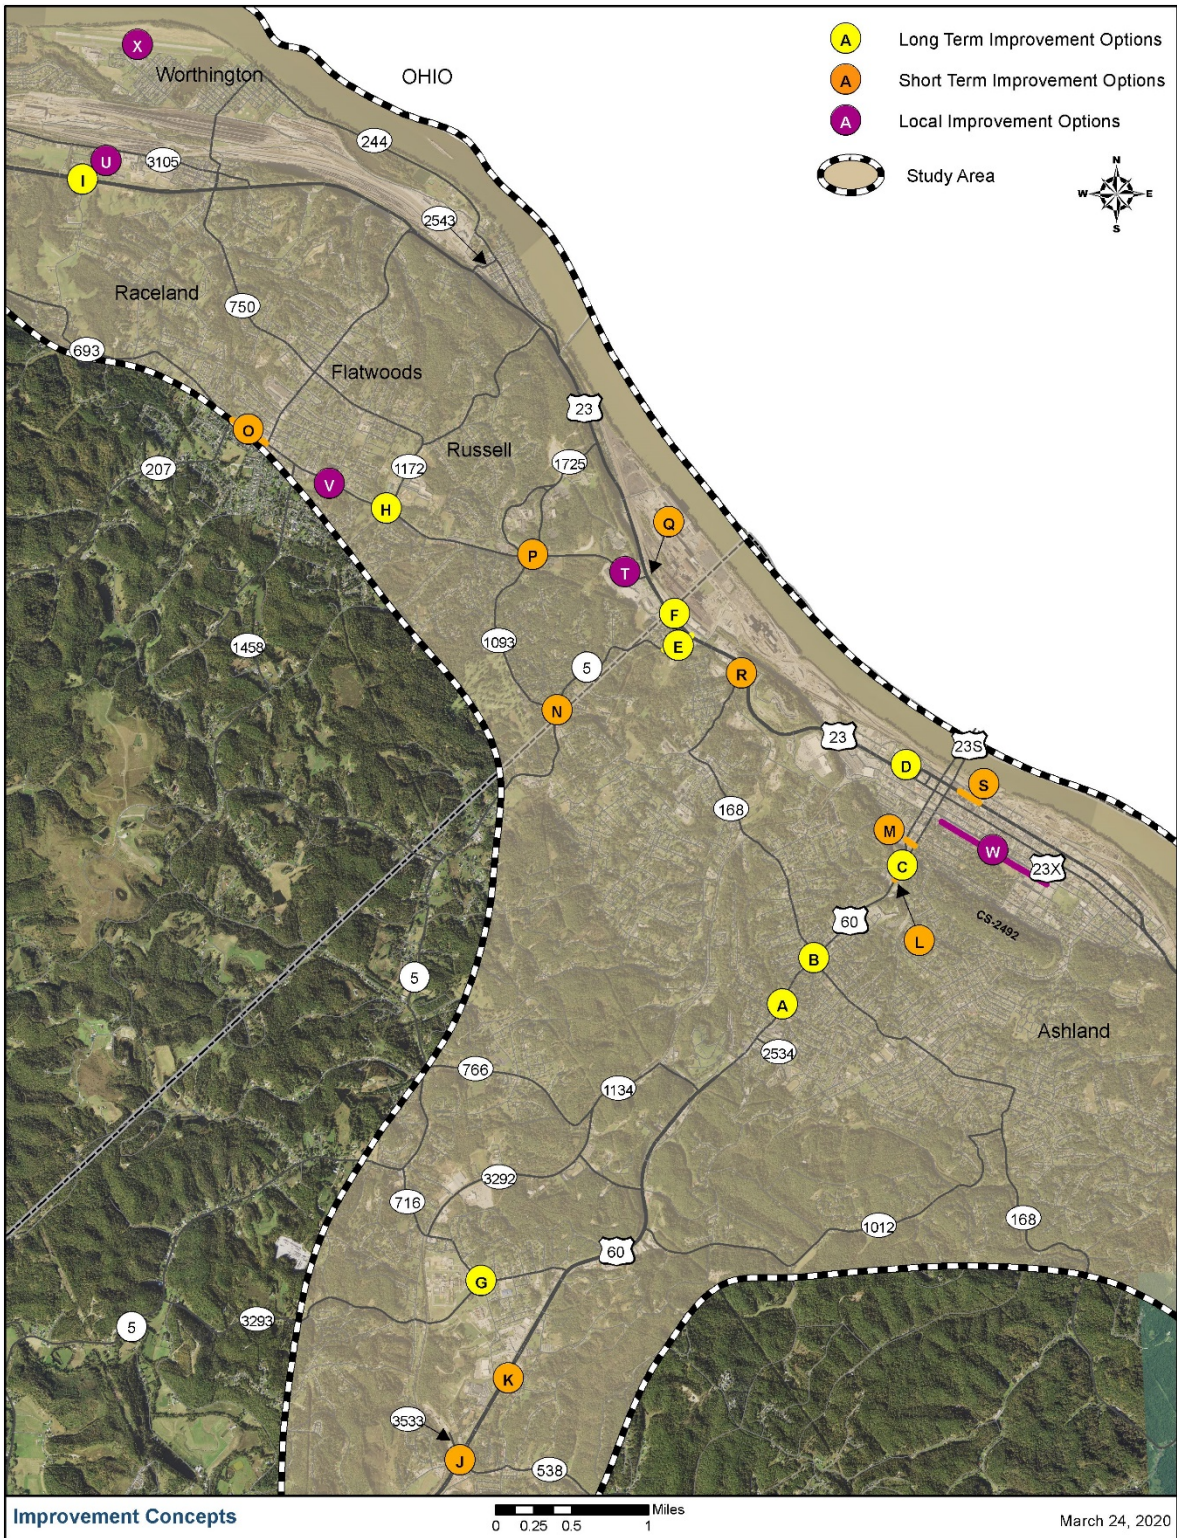 X
Worthington
OHIO
A Long Term Improvement Options
A Short Term Improvement Options
A Local Improvement Options
Study Area
N
W E
S
244
U
3105
I
2543
Raceland
750
693
Flatwoods
23
O
Russell
207
1172
1725
V
H
Q
P
T
F
1458
1093
E
5
R
N
23
23S
D
S
168
M
W
C
23X
60
CS-2492
L
B
5
A
Ashland
2534
766
1134
3292
716
168
1012
60
G
3293
5
K
3533
J
538
Improvement Concepts
Miles
0 0.25 0.5 1
March 24, 2020